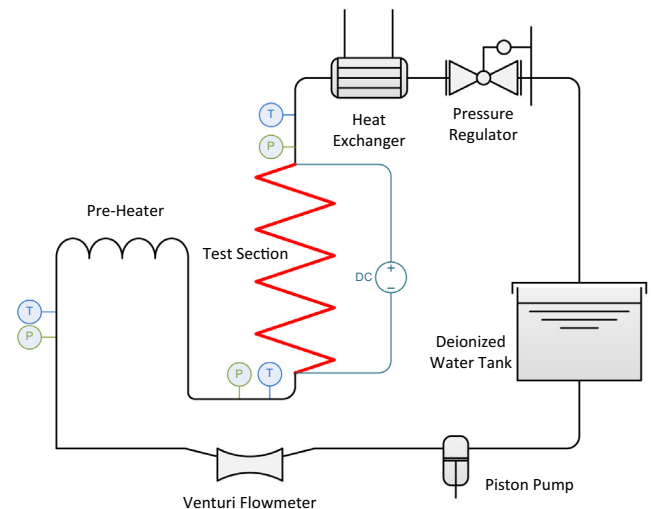 T
P
Heat
Exchanger
Pressure
Regulator
Pre-Heater
Test Section
DC
+
−
T
P
Deionized
Water Tank
P
T
Piston Pump
Venturi Flowmeter